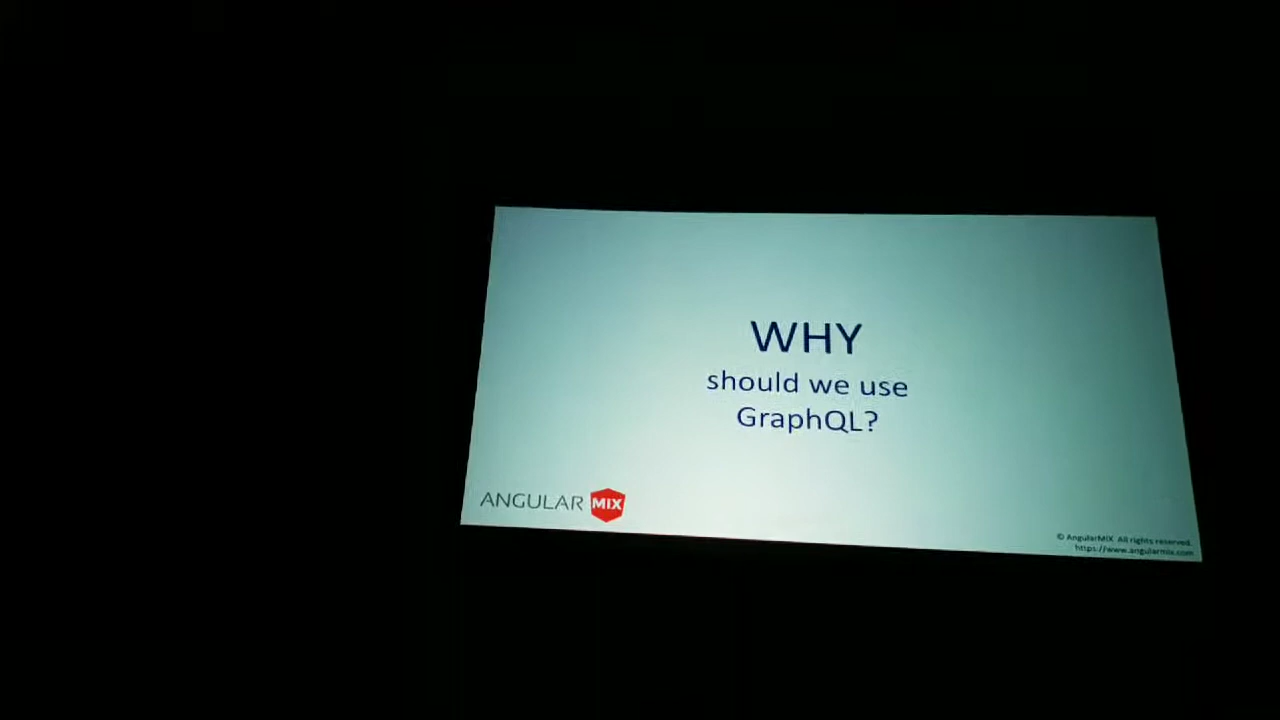 WHY
should we use
GraphQL?
ANGULAR MIX
© AngularMIX All rights reserved.
https://www.angularmix.com